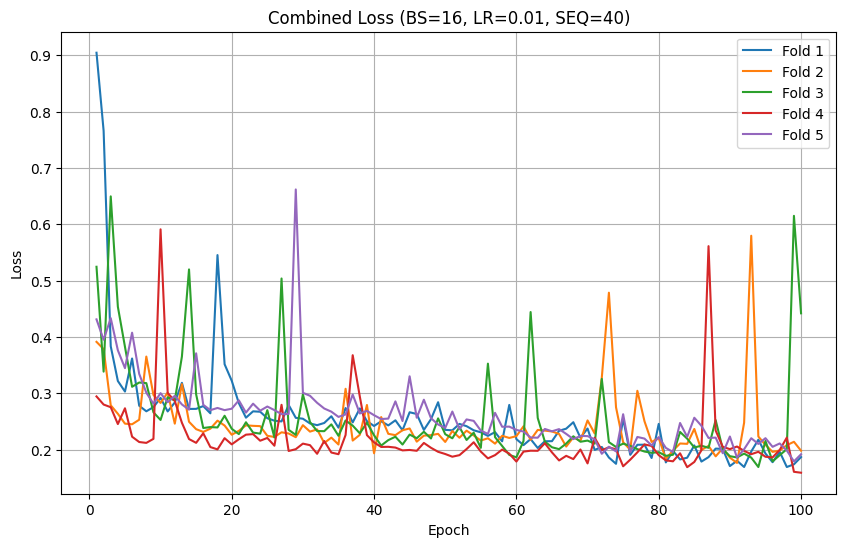 Combined Loss (BS=16, LR=0.01, SEQ=40)
Fold 1
Fold 2
Fold 3
Fold 4
Fold 5
0.9
0.8
0.7
0.6
0.5
0.4
0.3
0.2
Loss
0 20 40 60 80 100
Epoch